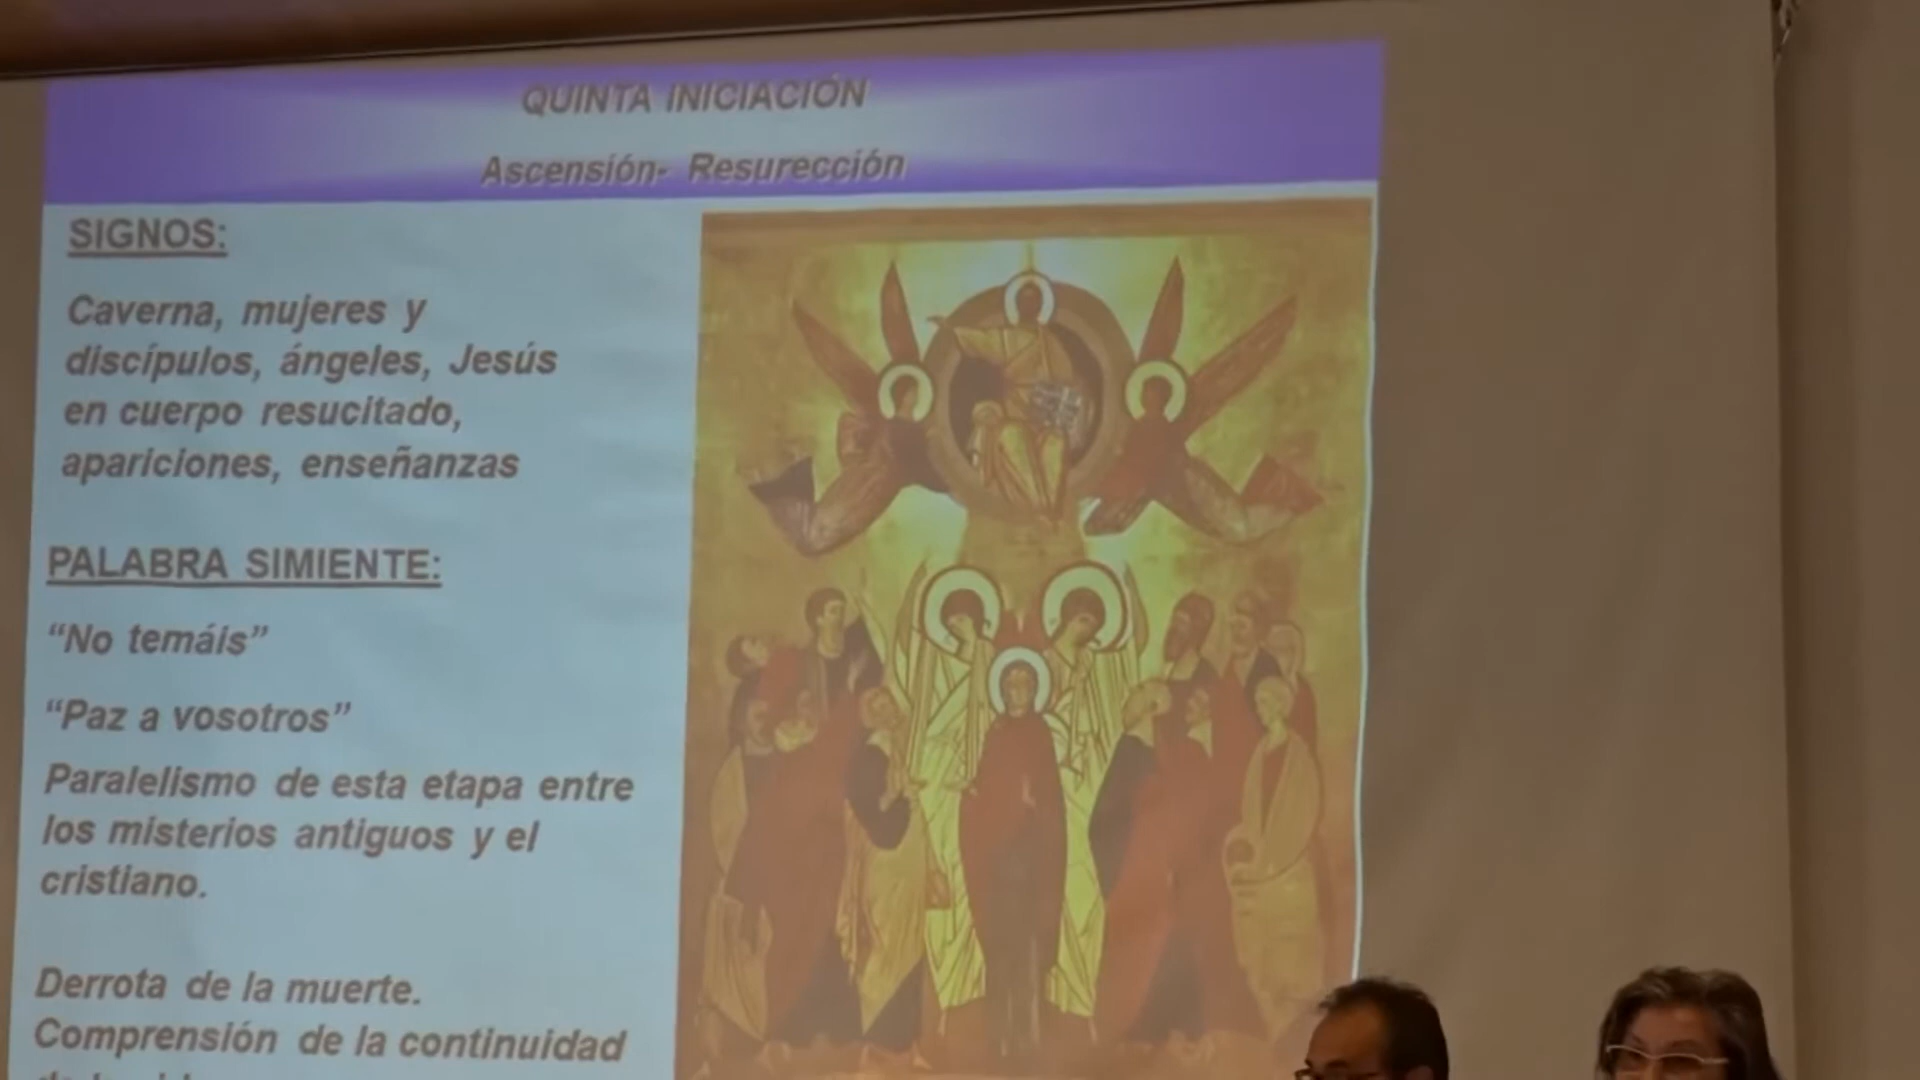 QUINTA INICIACIÓN
Ascensión- Resurección
SIGNOS:
Caverna, mujeres y
discípulos, ángeles, Jesús
en cuerpo resucitado,
apariciones, enseñanzas
PALABRA SIMIENTE:
“No temáis”
“Paz a vosotros”
Paralelismo de esta etapa entre
los misterios antiguos y el
cristiano.
Derrota de la muerte.
Comprensión de la continuidad